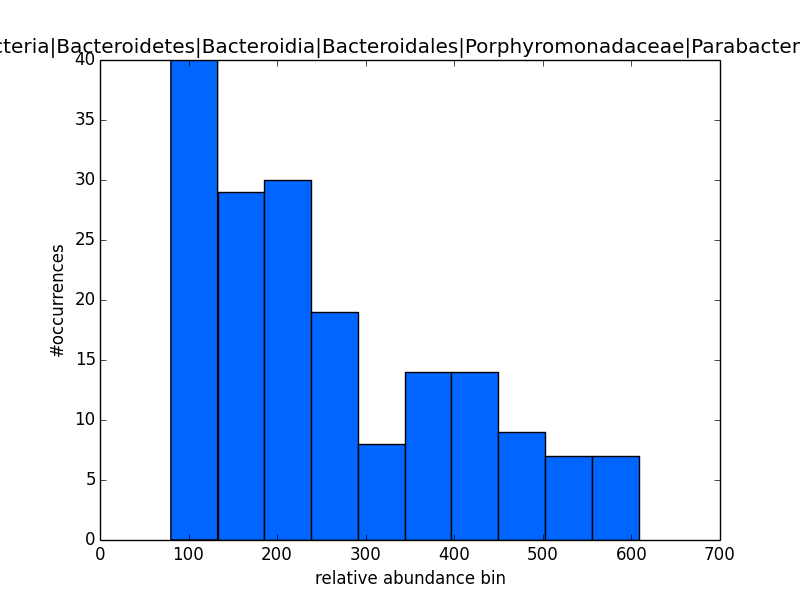 cteria|Bacteroidetes|Bacteroidia|Bacteroidales|Porphyromonadaceae|Parabacter
40
35
30
25
20
15
10
5
0
#occurrences
0 100 200 300 400 500 600 700
relative abundance bin